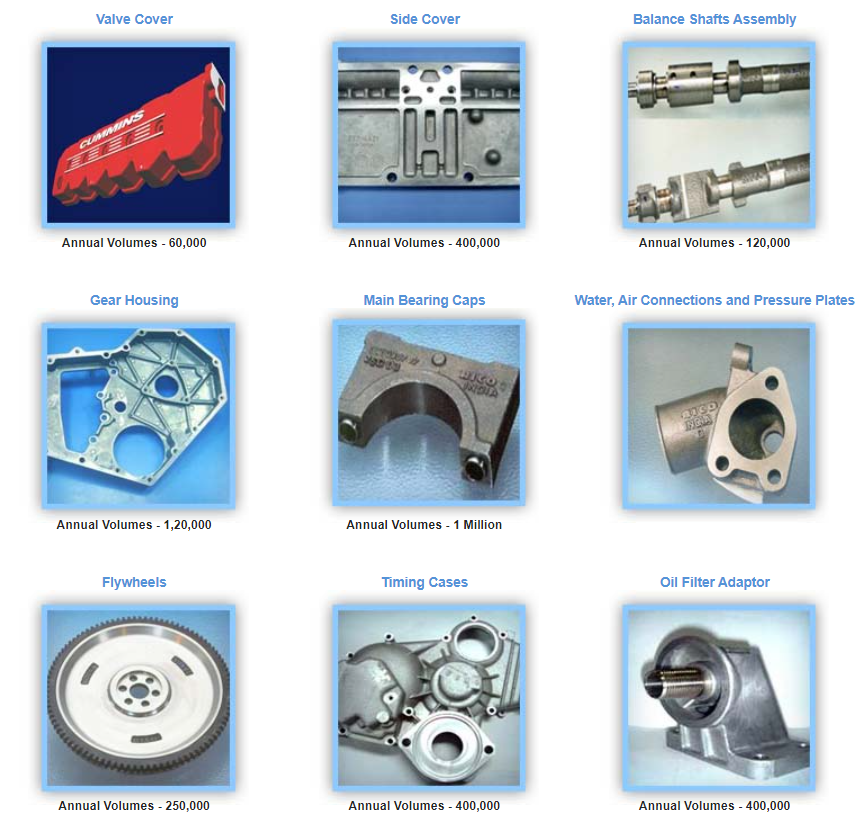 Valve Cover
Side Cover
Balance Shafts Assembly
CUMMINS
Annual Volumes - 60,000
Annual Volumes - 400,000
Annual Volumes - 120,000
Gear Housing
Main Bearing Caps
Water, Air Connections and Pressure Plates
RICO
INDIA
RICO
INDIA
Annual Volumes - 1,20,000
Annual Volumes - 1 Million
Flywheels
Timing Cases
Oil Filter Adaptor
Annual Volumes - 250,000
Annual Volumes - 400,000
Annual Volumes - 400,000